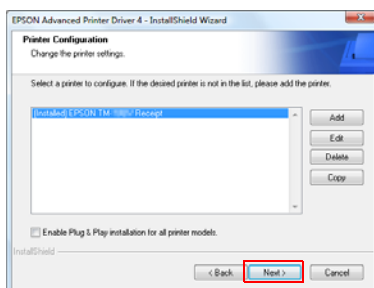 EPSON Advanced Printer Driver 4 - InstallShield Wizard
Printer Configuration
Change the printer settings.
Select a printer to configure. If the desired printer is not in the list, please add the printer.
(Installed) EPSON TM- Receipt
Add
Edit
Delete
Copy
Enable Plug & Play installation for all printer models.
InstallShield
< Back
Next >
Cancel